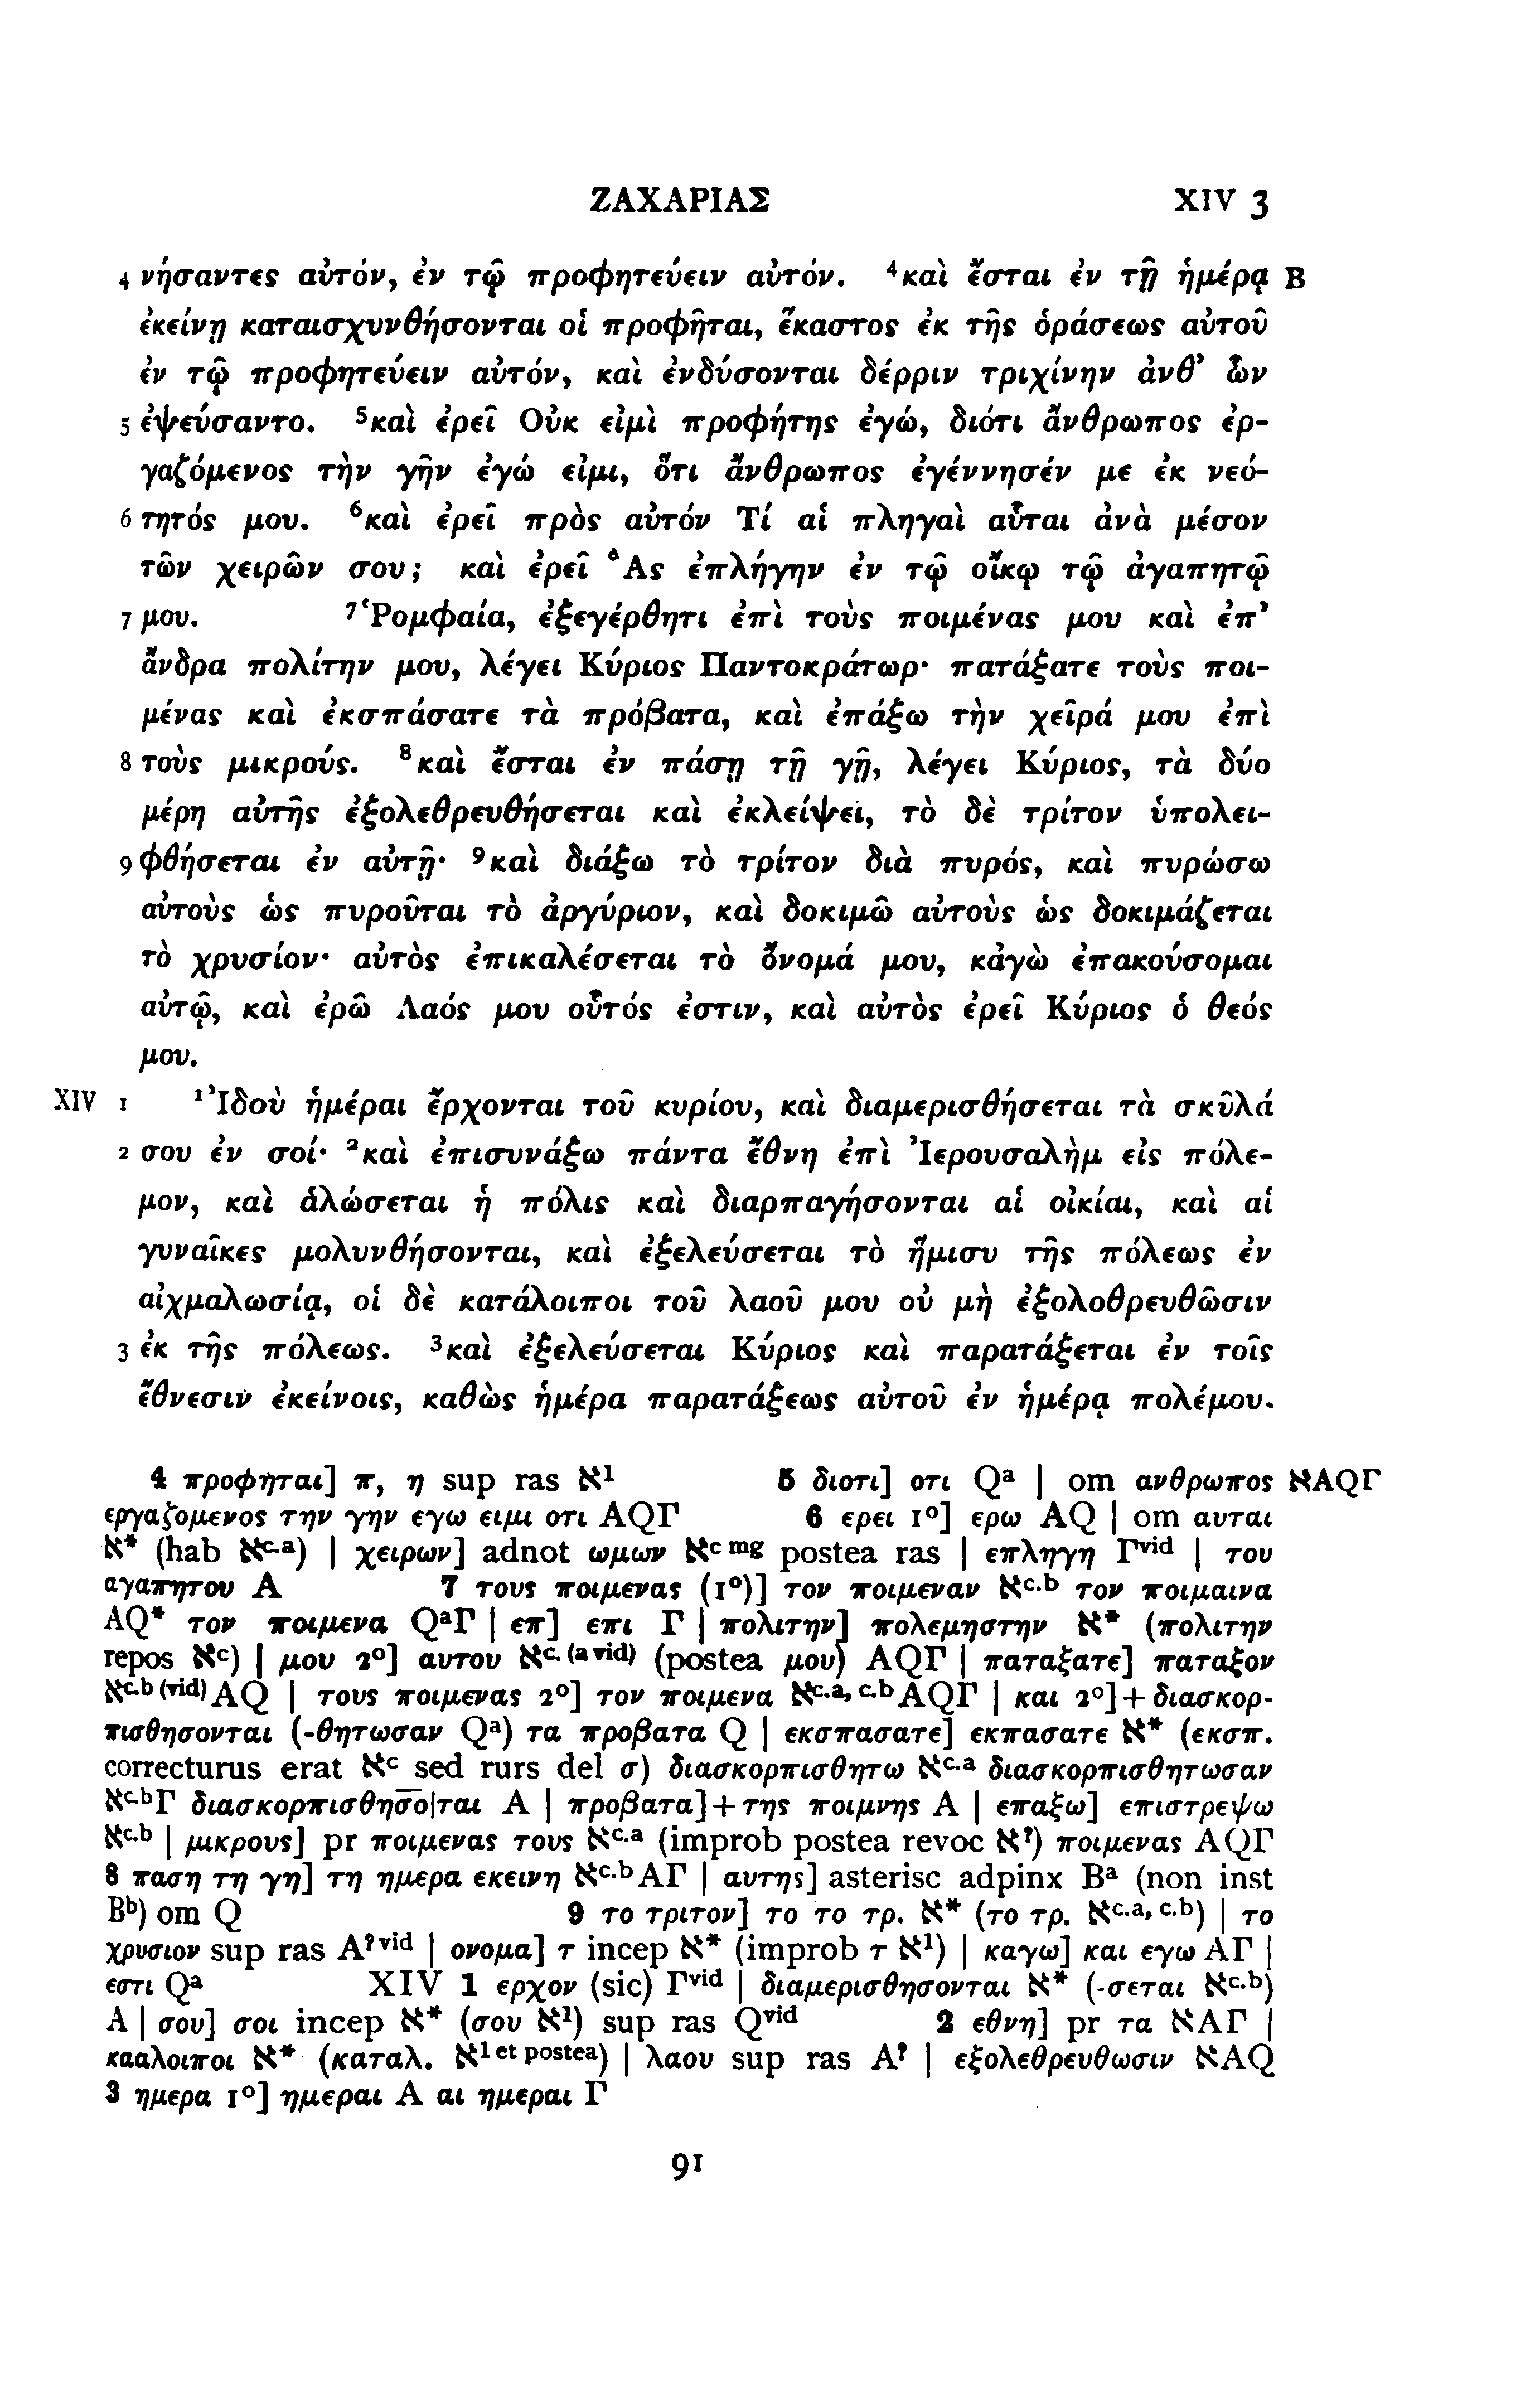 ΖΑΧΑΡΙΑΣ XIV 3
4 νήσαντες αὐτόν, ἐν τῷ προφητεύειν αὐτόν. ⁴καὶ ἔσται ἐν τῇ ἡμέρᾳ B
ἐκείνῃ καταισχυνθήσονται οἱ προφῆται, ἕκαστος ἐκ τῆς ὁράσεως αὐτοῦ
ἐν τῷ προφητεύειν αὐτόν, καὶ ἐνδύσονται δέρριν τριχίνην ἀνθ’ ὧν
5 ἐψεύσαντο. ⁵καὶ ἐρεῖ Οὐκ εἰμὶ προφήτης ἐγώ, διότι ἄνθρωπος ἐρ-
γαζόμενος τὴν γῆν ἐγώ εἰμι, ὅτι ἄνθρωπος ἐγέννησέν με ἐκ νεό-
6 τητός μου. ⁶καὶ ἐρεῖ πρὸς αὐτόν Τί αἱ πληγαὶ αὗται ἀνὰ μέσον
τῶν χειρῶν σου; καὶ ἐρεῖ Ἃς ἐπλήγην ἐν τῷ οἴκῳ τῷ ἀγαπητῷ
7 μου. ⁷Ῥομφαία, ἐξεγέρθητι ἐπὶ τοὺς ποιμένας μου καὶ ἐπ’
ἄνδρα πολίτην μου, λέγει Κύριος Παντοκράτωρ· πατάξατε τοὺς ποι-
μένας καὶ ἐκσπάσατε τὰ πρόβατα, καὶ ἐπάξω τὴν χεῖρά μου ἐπὶ
8 τοὺς μικρούς. ⁸καὶ ἔσται ἐν πάσῃ τῇ γῇ, λέγει Κύριος, τὰ δύο
μέρη αὐτῆς ἐξολεθρευθήσεται καὶ ἐκλείψει, τὸ δὲ τρίτον ὑπολει-
9 φθήσεται ἐν αὐτῇ· ⁹καὶ διάξω τὸ τρίτον διὰ πυρός, καὶ πυρώσω
αὐτοὺς ὡς πυροῦται τὸ ἀργύριον, καὶ δοκιμῶ αὐτοὺς ὡς δοκιμάζεται
τὸ χρυσίον· αὐτὸς ἐπικαλέσεται τὸ ὄνομά μου, κἀγὼ ἐπακούσομαι
αὐτῷ, καὶ ἐρῶ Λαός μου οὗτός ἐστιν, καὶ αὐτὸς ἐρεῖ Κύριος ὁ θεός
μου.
XIV 1 ¹Ἰδοὺ ἡμέραι ἔρχονται τοῦ κυρίου, καὶ διαμερισθήσεται τὰ σκῦλά
2 σου ἐν σοί· ²καὶ ἐπισυνάξω πάντα ἔθνη ἐπὶ Ἰερουσαλὴμ εἰς πόλε-
μον, καὶ ἁλώσεται ἡ πόλις καὶ διαρπαγήσονται αἱ οἰκίαι, καὶ αἱ
γυναῖκες μολυνθήσονται, καὶ ἐξελεύσεται τὸ ἥμισυ τῆς πόλεως ἐν
αἰχμαλωσίᾳ, οἱ δὲ κατάλοιποι τοῦ λαοῦ μου οὐ μὴ ἐξολοθρευθῶσιν
3 ἐκ τῆς πόλεως. ³καὶ ἐξελεύσεται Κύριος καὶ παρατάξεται ἐν τοῖς
ἔθνεσιν ἐκείνοις, καθὼς ἡμέρα παρατάξεως αὐτοῦ ἐν ἡμέρᾳ πολέμου.
4 προφηται] π, η sup ras ℵ¹ 5 διοτι] οτι Qᵃ | om ανθρωπος ℵAQΓ
εργαζομενος την γην εγω ειμι οτι AQΓ 6 ερει 1º] ερω AQ | om αυται
ℵ* (hab ℵᶜ·ᵃ) | χειρων] adnot ωμων ℵᶜ ᵐᵍ postea ras | επληγη Γᵛⁱᵈ | του
αγαπητου A 7 τους ποιμενας (1º)] τον ποιμεναν ℵᶜ·ᵇ τον ποιμαινα
AQ* τον ποιμενα QᵃΓ | επ] επι Γ | πολιτην] πολεμηστην ℵ* (πολιτην
repos ℵᶜ) | μου 2º] αυτου ℵᶜ·⁽ᵃ ᵛⁱᵈ⁾ (postea μου) AQΓ | παταξατε] παταξον
ℵᶜ·ᵇ ⁽ᵛⁱᵈ⁾ AQ | τους ποιμενας 2º] τον ποιμενα ℵᶜ·ᵃ, ᶜ·ᵇ AQΓ | και 2º]+διασκορ-
πισθησονται (-θητωσαν Qᵃ) τα προβατα Q | εκσπασατε] εκπασατε ℵ* (εκσπ.
correcturus erat ℵᶜ sed rurs del σ) διασκορπισθητω ℵᶜ·ᵃ διασκορπισθητωσαν
ℵᶜ·ᵇΓ διασκορπισθησο̅|ται A | προβατα]+της ποιμνης A | επαξω] επιστρεψω
ℵᶜ·ᵇ | μικρους] pr ποιμενας τους ℵᶜ·ᵃ (improb postea revoc ℵ?) ποιμενας AQΓ
8 παση τη γη] τη ημερα εκεινη ℵᶜ·ᵇAΓ | αυτης] asterisc adpinx Bᵃ (non inst
Bᵇ) om Q 9 το τριτον] το το τρ. ℵ* (το τρ. ℵᶜ·ᵃ, ᶜ·ᵇ) | το
χρυσιον sup ras A?ᵛⁱᵈ | ονομα] τ incep ℵ* (improb τ ℵ¹) | καγω] και εγω AΓ |
εστι Qᵃ XIV 1 ερχον (sic) Γᵛⁱᵈ | διαμερισθησονται ℵ* (-σεται ℵᶜ·ᵇ)
A | σου] σοι incep ℵ* (σου ℵ¹) sup ras Qᵛⁱᵈ 2 εθνη] pr τα ℵAΓ |
κααλοιποι ℵ* (καταλ. ℵ¹ ᵉᵗ ᵖᵒˢᵗᵉᵃ) | λαου sup ras A? | εξολεθρευθωσιν ℵAQ
3 ημερα 1º] ημεραι A αι ημεραι Γ
91